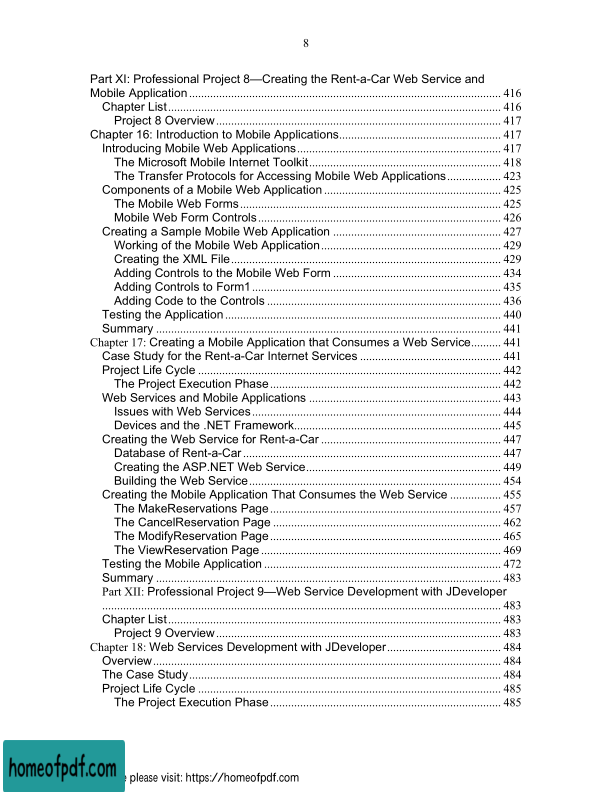 8
Part XI: Professional Project 8—Creating the Rent-a-Car Web Service and
Mobile Application ........ 416
Chapter List ........ 416
Project 8 Overview ........ 417
Chapter 16: Introduction to Mobile Applications ........ 417
Introducing Mobile Web Applications ........ 417
The Microsoft Mobile Internet Toolkit ........ 418
The Transfer Protocols for Accessing Mobile Web Applications ........ 423
Components of a Mobile Web Application ........ 425
The Mobile Web Forms ........ 425
Mobile Web Form Controls ........ 426
Creating a Sample Mobile Web Application ........ 427
Working of the Mobile Web Application ........ 429
Creating the XML File ........ 429
Adding Controls to the Mobile Web Form ........ 434
Adding Controls to Form1 ........ 435
Adding Code to the Controls ........ 436
Testing the Application ........ 440
Summary ........ 441
Chapter 17: Creating a Mobile Application that Consumes a Web Service ........ 441
Case Study for the Rent-a-Car Internet Services ........ 441
Project Life Cycle ........ 442
The Project Execution Phase ........ 442
Web Services and Mobile Applications ........ 443
Issues with Web Services ........ 444
Devices and the .NET Framework ........ 445
Creating the Web Service for Rent-a-Car ........ 447
Database of Rent-a-Car ........ 447
Creating the ASP.NET Web Service ........ 449
Building the Web Service ........ 454
Creating the Mobile Application That Consumes the Web Service ........ 455
The MakeReservations Page ........ 457
The CancelReservation Page ........ 462
The ModifyReservation Page ........ 465
The ViewReservation Page ........ 469
Testing the Mobile Application ........ 472
Summary ........ 483
Part XII: Professional Project 9—Web Service Development with JDeveloper
........ 483
Chapter List ........ 483
Project 9 Overview ........ 483
Chapter 18: Web Services Development with JDeveloper ........ 484
Overview ........ 484
The Case Study ........ 484
Project Life Cycle ........ 485
The Project Execution Phase ........ 485
homeofpdf.com
please visit: https://homeofpdf.com